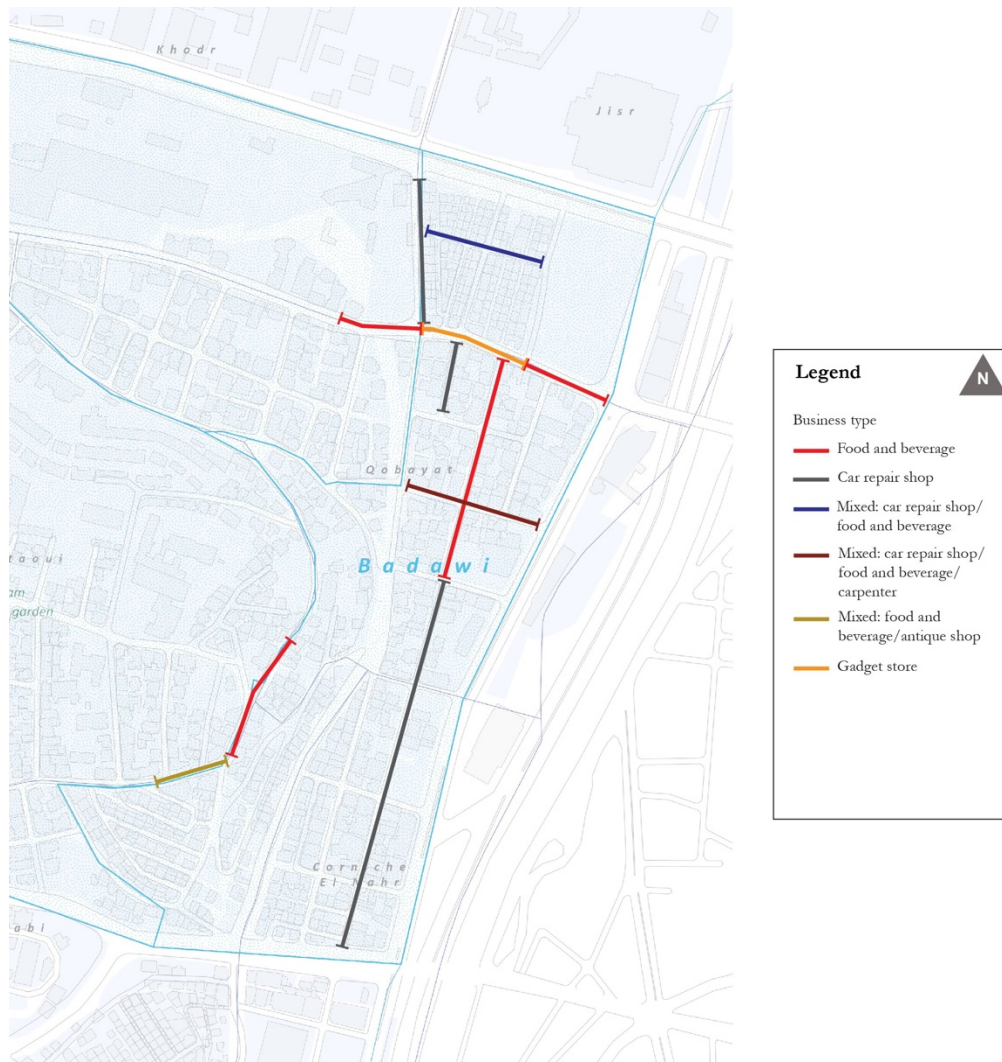 Khodr
Jisr
Qobayat
Badawi
taoui
am
garden
Corniche
El Nahr
abi
Legend
N
Business type
Food and beverage
Car repair shop
Mixed: car repair shop/
food and beverage
Mixed: car repair shop/
food and beverage/
carpenter
Mixed: food and
beverage/antique shop
Gadget store